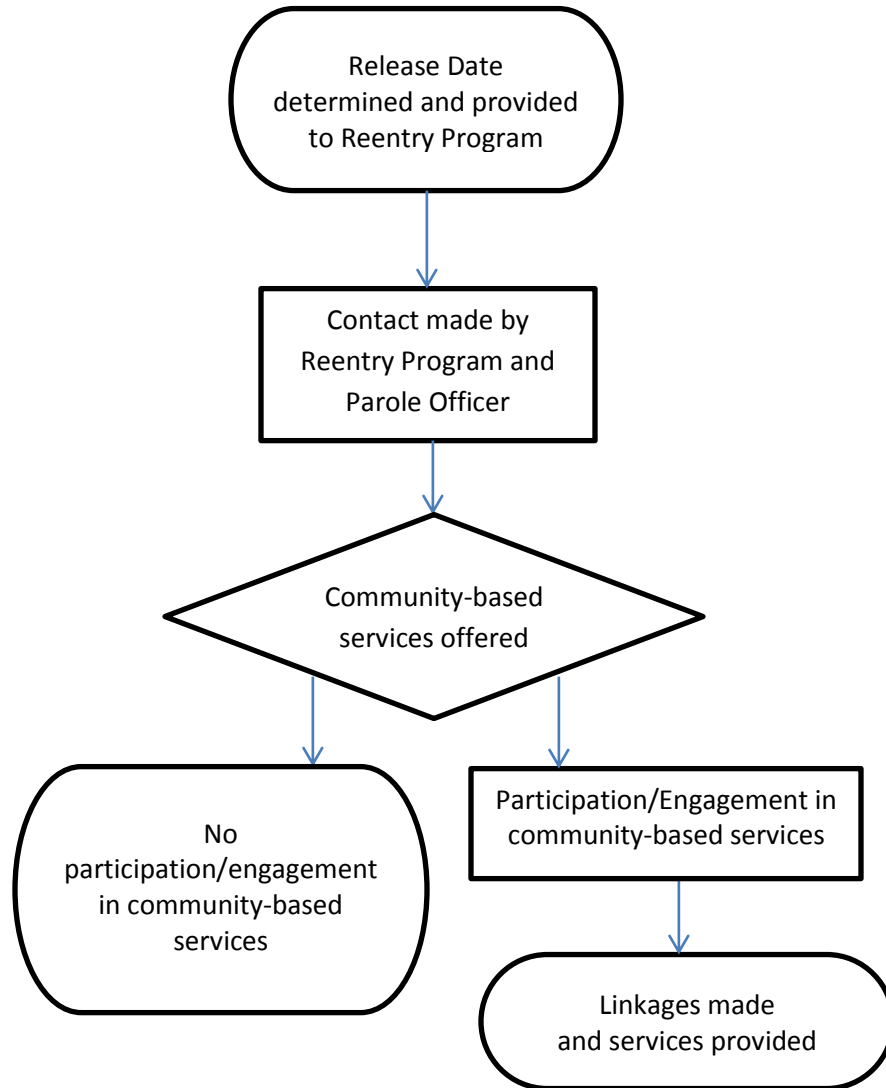 Release Date
determined and provided
to Reentry Program
Contact made by
Reentry Program and
Parole Officer
Community-based
services offered
No
participation/engagement
in community-based
services
Participation/Engagement in
community-based services
Linkages made
and services provided